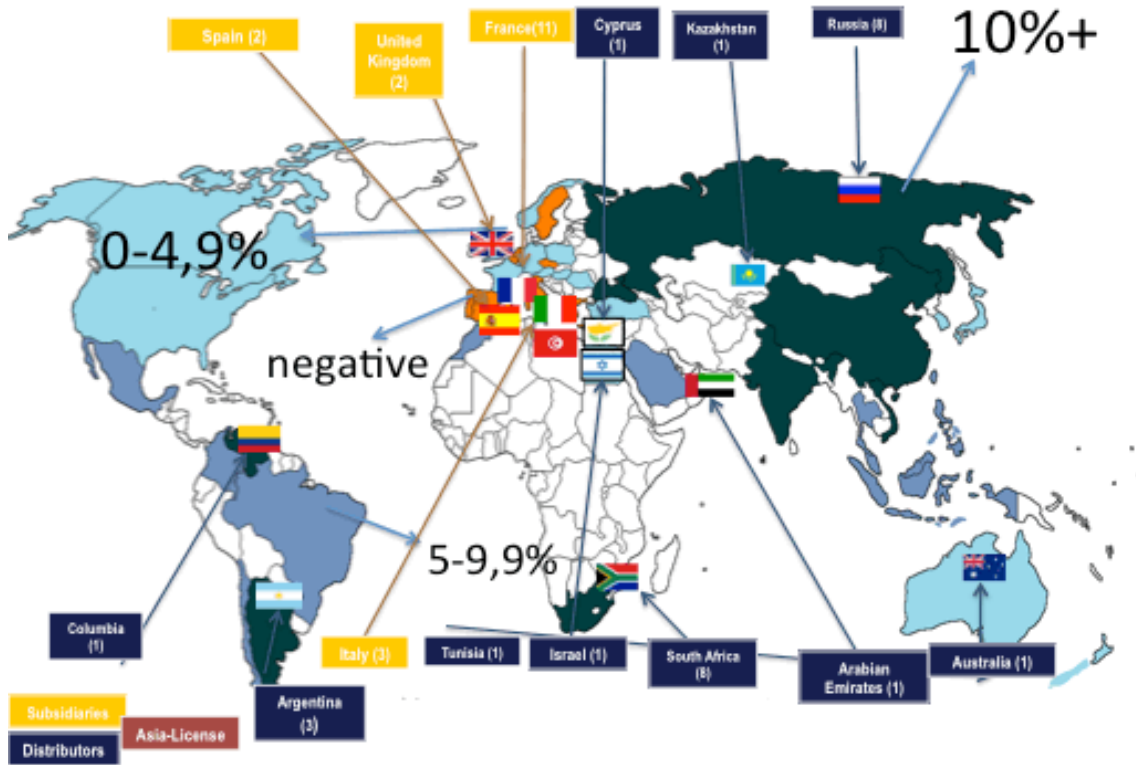 Spain (2)
United
Kingdom
(2)
France(11)
Cyprus
(1)
Kazakhstan
(1)
Russia (8)
10%+
0-4,9%
negative
5-9,9%
Columbia
(1)
Argentina
(3)
Italy (3)
Tunisia (1)
Israel (1)
South Africa
(8)
Arabian
Emirates (1)
Australia (1)
Subsidiaries
Distributors
Asia-License